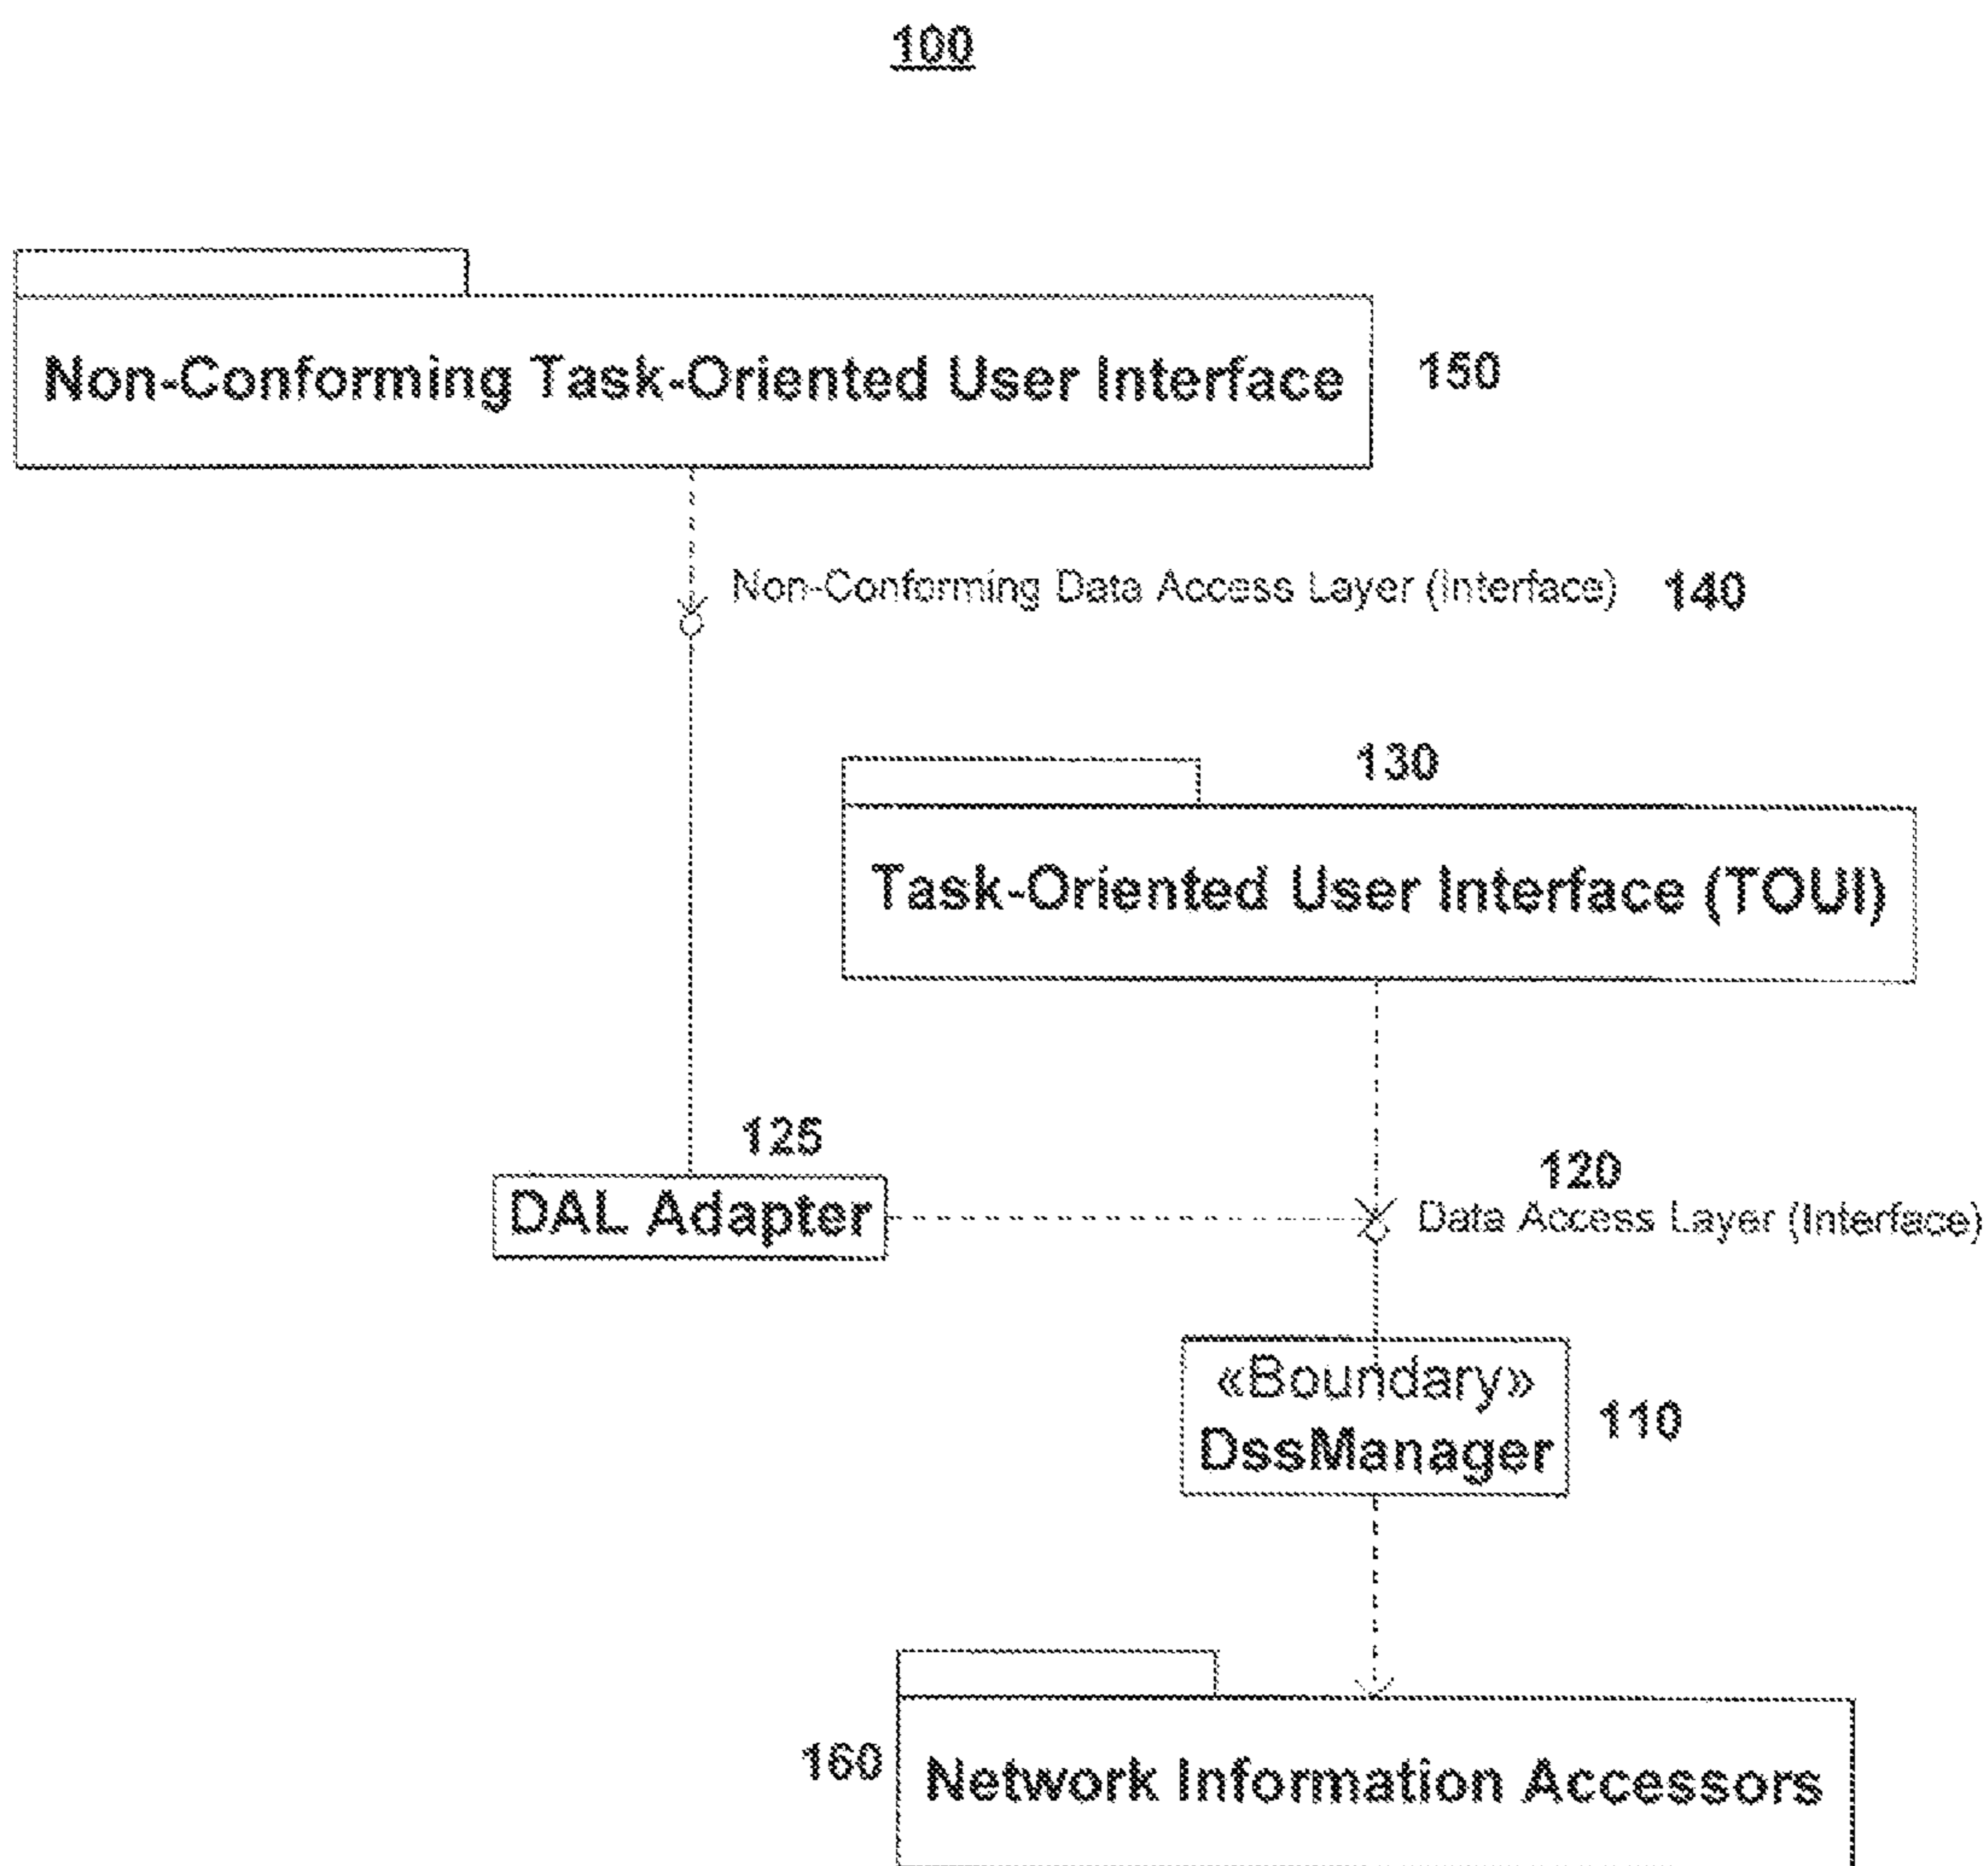 100
Non-Conforming Task-Oriented User Interface 150
Non-Conforming Data Access Layer (Interface) 140
130
Task-Oriented User Interface (TOUI)
125
DAL Adapter
120
Data Access Layer (Interface)
«Boundary»
DssManager
110
160 Network Information Accessors